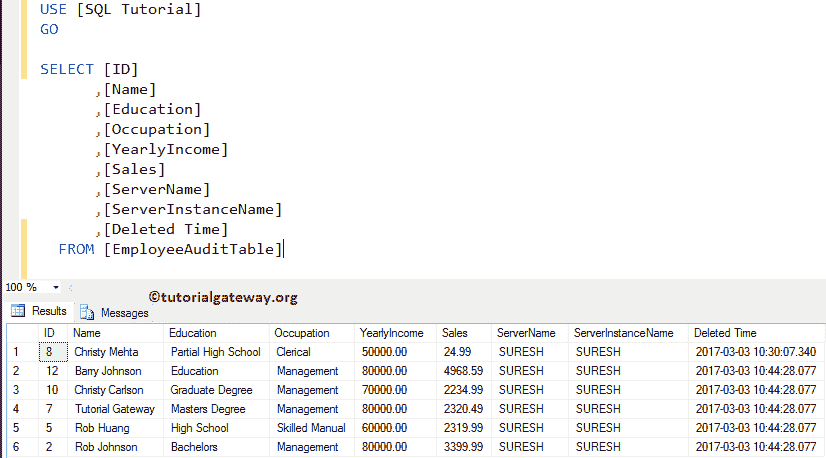 USE [SQL Tutorial]
GO
SELECT [ID]
,[Name]
,[Education]
,[Occupation]
,[YearlyIncome]
,[Sales]
,[ServerName]
,[ServerInstanceName]
,[Deleted Time]
FROM [EmployeeAuditTable]
100 %
©tutorialgateway.org
Results Messages
ID Name Education Occupation YearlyIncome Sales ServerName ServerInstanceName Deleted Time
1 8 Christy Mehta Partial High School Clerical 50000.00 24.99 SURESH SURESH 2017-03-03 10:30:07.340
2 12 Barry Johnson Education Management 80000.00 4968.59 SURESH SURESH 2017-03-03 10:44:28.077
3 10 Christy Carlson Graduate Degree Management 70000.00 2234.99 SURESH SURESH 2017-03-03 10:44:28.077
4 7 Tutorial Gateway Masters Degree Management 80000.00 2320.49 SURESH SURESH 2017-03-03 10:44:28.077
5 5 Rob Huang High School Skilled Manual 60000.00 2319.99 SURESH SURESH 2017-03-03 10:44:28.077
6 2 Rob Johnson Bachelors Management 80000.00 3399.99 SURESH SURESH 2017-03-03 10:44:28.077